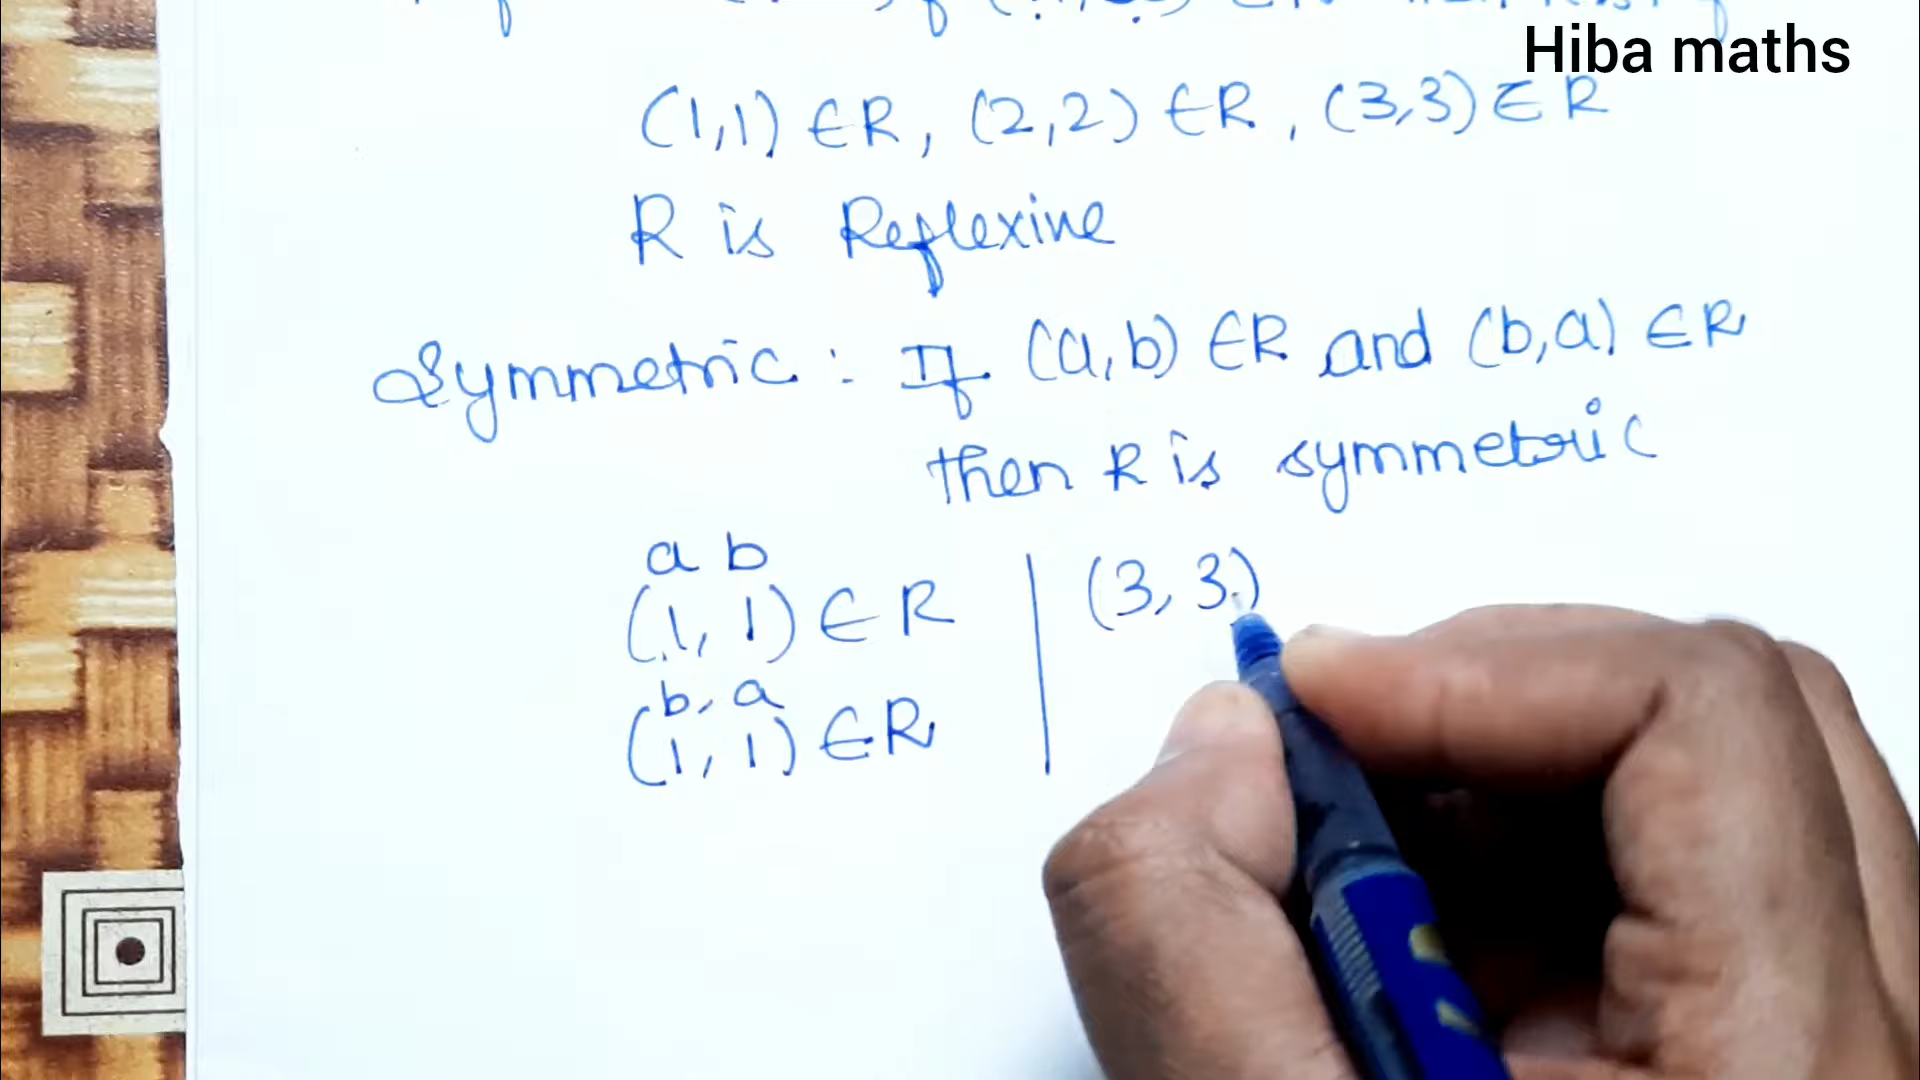 Hiba maths
(1,1) ∈R, (2,2) ∈R, (3,3) ∈ R
R is Reflexive
Symmetric : If (a,b) ∈R and (b,a) ∈R
then R is symmetric
a b
(1, 1) ∈ R
b, a
(1, 1) ∈R
(3, 3)